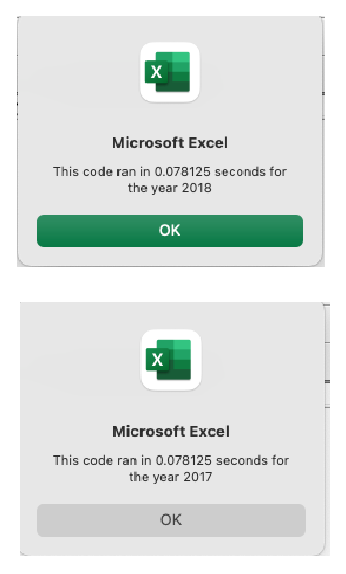 X
Microsoft Excel
This code ran in 0.078125 seconds for
the year 2018
OK
X
Microsoft Excel
This code ran in 0.078125 seconds for
the year 2017
OK